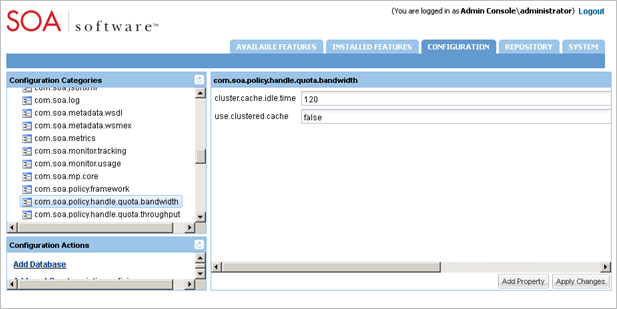 SOA software™
(You are logged in as Admin Console\administrator) Logout
AVAILABLE FEATURES INSTALLED FEATURES CONFIGURATION REPOSITORY SYSTEM
Configuration Categories
com.soa.log
com.soa.metadata.wsdl
com.soa.metadata.wsmex
com.soa.metrics
com.soa.monitor.tracking
com.soa.monitor.usage
com.soa.mp.core
com.soa.policy.framework
com.soa.policy.handle.quota.bandwidth
com.soa.policy.handle.quota.throughput
Configuration Actions
Add Database
com.soa.policy.handle.quota.bandwidth
cluster.cache.idle.time 120
use.clustered.cache false
Add Property Apply Changes